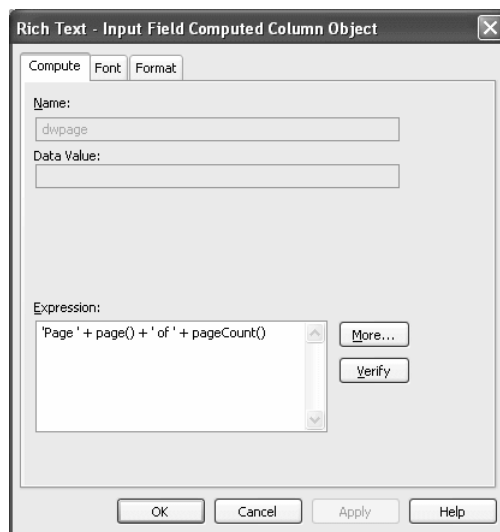 Rich Text - Input Field Computed Column Object
Compute Font Format
Name:
dwpage
Data Value:
Expression:
'Page ' + page() + ' of ' + pageCount()
More...
Verify
OK Cancel Apply Help